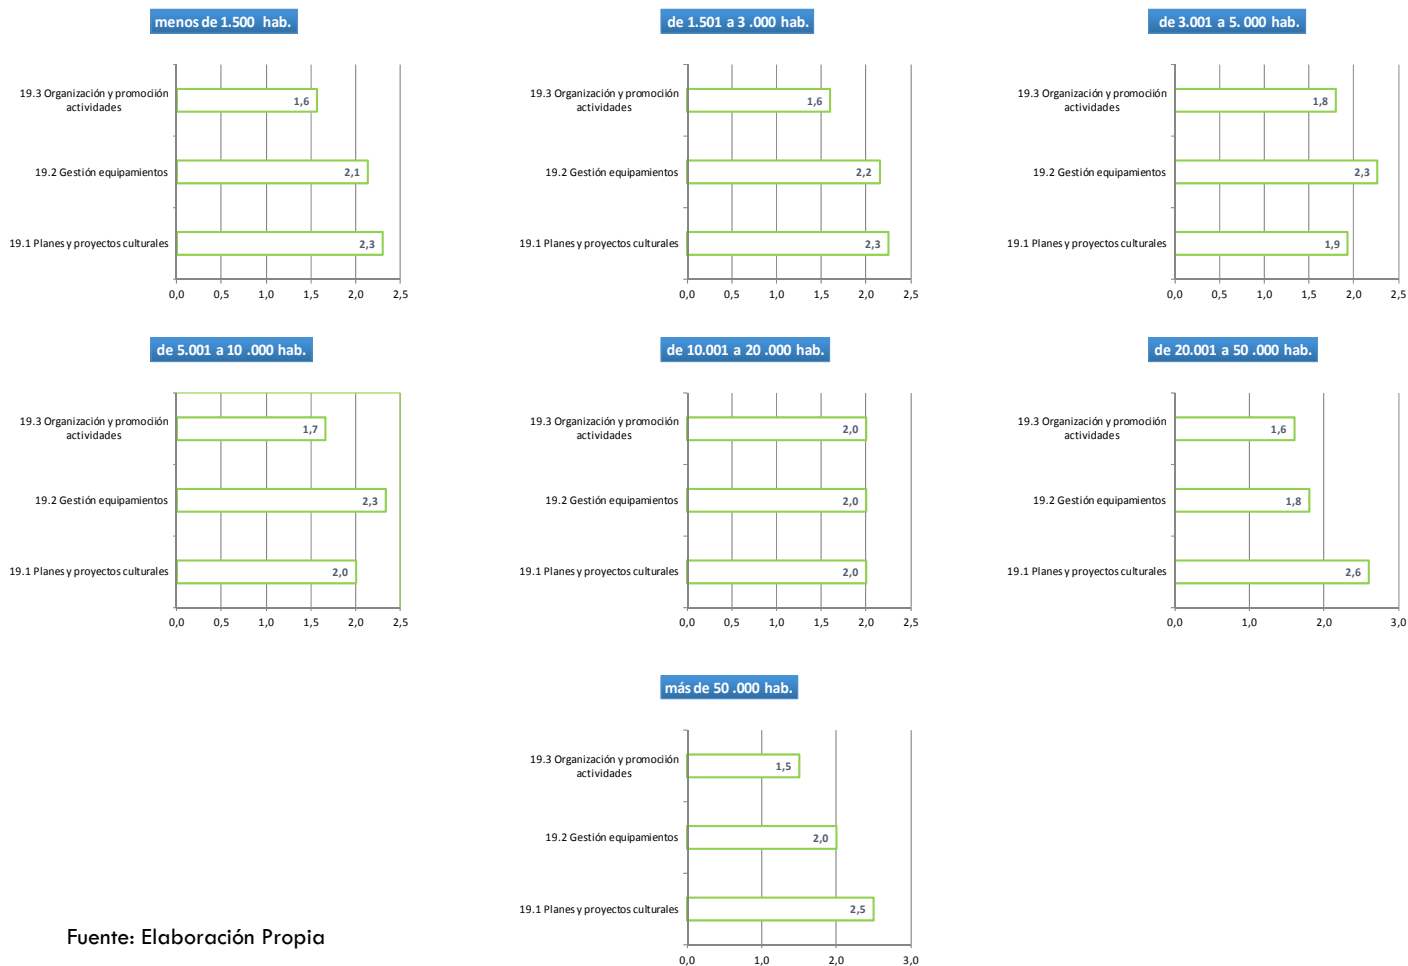 menos de 1.500 hab.
19.3 Organización y promoción
actividades
1,6
19.2 Gestión equipamientos
2,1
19.1 Planes y proyectos culturales
2,3
0,0 0,5 1,0 1,5 2,0 2,5
de 1.501 a 3 .000 hab.
19.3 Organización y promoción
actividades
1,6
19.2 Gestión equipamientos
2,2
19.1 Planes y proyectos culturales
2,3
0,0 0,5 1,0 1,5 2,0 2,5
de 3.001 a 5. 000 hab.
19.3 Organización y promoción
actividades
1,8
19.2 Gestión equipamientos
2,3
19.1 Planes y proyectos culturales
1,9
0,0 0,5 1,0 1,5 2,0 2,5
de 5.001 a 10 .000 hab.
19.3 Organización y promoción
actividades
1,7
19.2 Gestión equipamientos
2,3
19.1 Planes y proyectos culturales
2,0
0,0 0,5 1,0 1,5 2,0 2,5
de 10.001 a 20 .000 hab.
19.3 Organización y promoción
actividades
2,0
19.2 Gestión equipamientos
2,0
19.1 Planes y proyectos culturales
2,0
0,0 0,5 1,0 1,5 2,0 2,5
de 20.001 a 50 .000 hab.
19.3 Organización y promoción
actividades
1,6
19.2 Gestión equipamientos
1,8
19.1 Planes y proyectos culturales
2,6
0,0 1,0 2,0 3,0
más de 50 .000 hab.
19.3 Organización y promoción
actividades
1,5
19.2 Gestión equipamientos
2,0
19.1 Planes y proyectos culturales
2,5
0,0 1,0 2,0 3,0
Fuente: Elaboración Propia